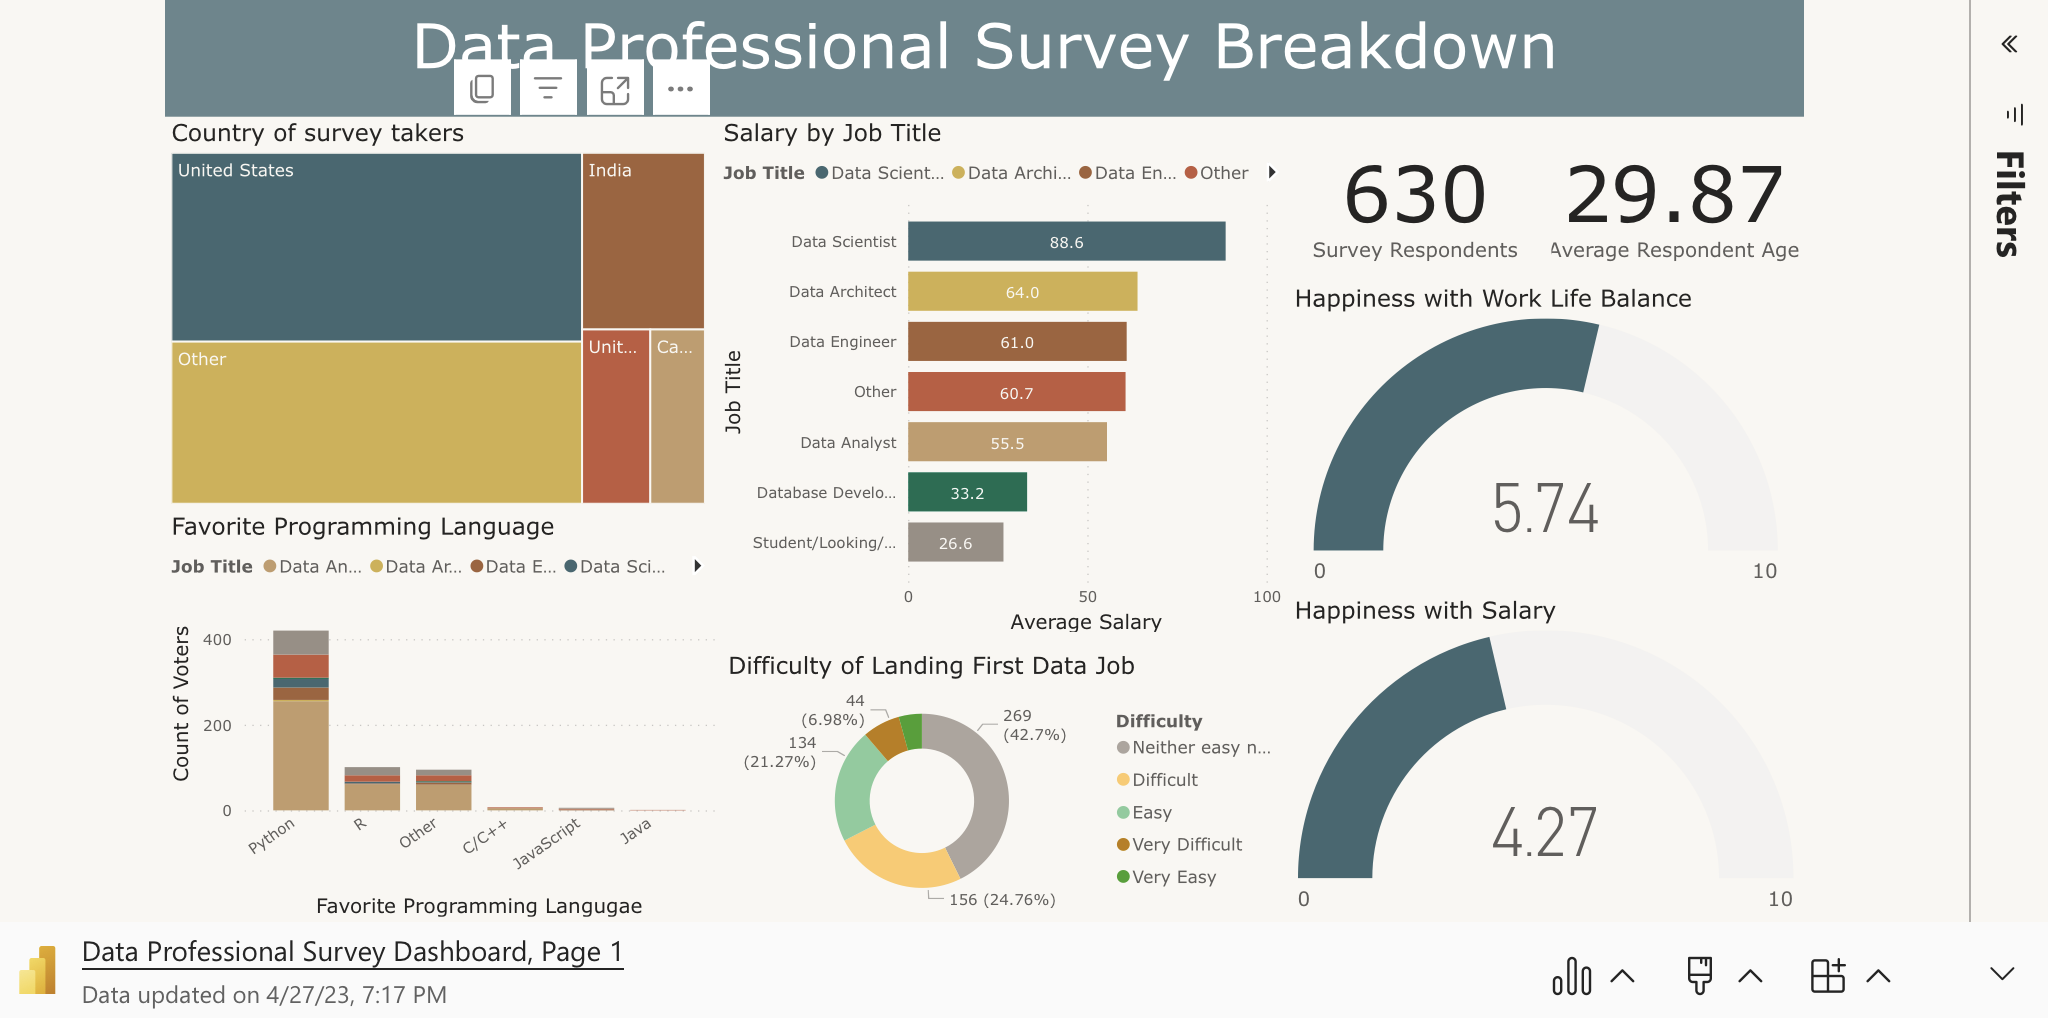 Data Professional Survey Breakdown
Country of survey takers
United States
India
Other
Unit...
Ca...
Favorite Programming Language
Job Title Data An... Data Ar... Data E... Data Sci...
Count of Voters
400
200
0
Python
R
Other
C/C++
JavaScript
Java
Favorite Programming Langugae
Salary by Job Title
Job Title Data Scient... Data Archi... Data En... Other
Job Title
Data Scientist 88.6
Data Architect 64.0
Data Engineer 61.0
Other 60.7
Data Analyst 55.5
Database Develo... 33.2
Student/Looking/... 26.6
0 50 100
Average Salary
Difficulty of Landing First Data Job
44
(6.98%)
134
(21.27%)
269
(42.7%)
156 (24.76%)
Difficulty
Neither easy n...
Difficult
Easy
Very Difficult
Very Easy
630
Survey Respondents
29.87
Average Respondent Age
Happiness with Work Life Balance
5.74
0 10
Happiness with Salary
4.27
0 10
Filters
Data Professional Survey Dashboard, Page 1
Data updated on 4/27/23, 7:17 PM